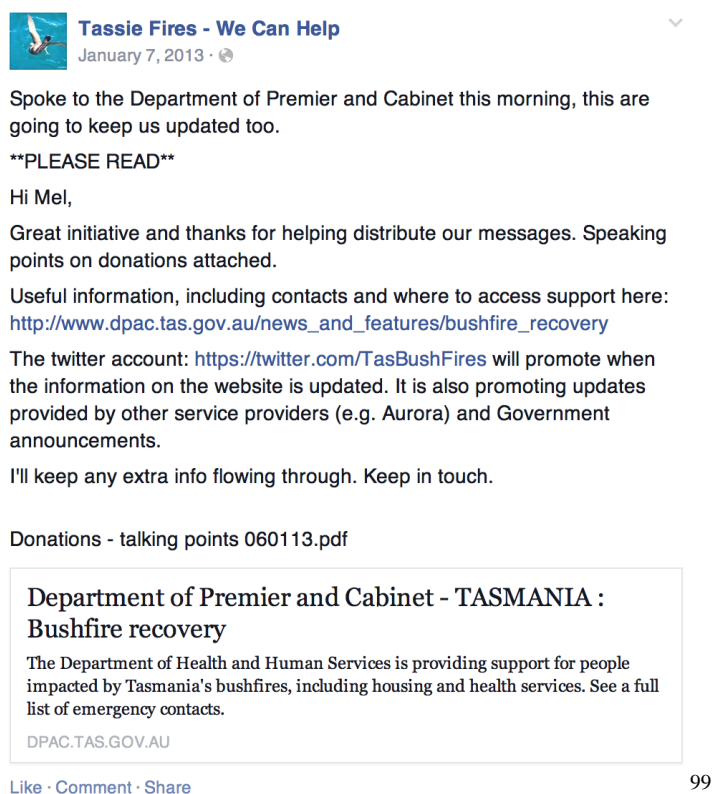 Tassie Fires - We Can Help
January 7, 2013 ·
Spoke to the Department of Premier and Cabinet this morning, this are
going to keep us updated too.
**PLEASE READ**
Hi Mel,
Great initiative and thanks for helping distribute our messages. Speaking
points on donations attached.
Useful information, including contacts and where to access support here:
http://www.dpac.tas.gov.au/news_and_features/bushfire_recovery
The twitter account: https://twitter.com/TasBushFires will promote when
the information on the website is updated. It is also promoting updates
provided by other service providers (e.g. Aurora) and Government
announcements.
I'll keep any extra info flowing through. Keep in touch.
Donations - talking points 060113.pdf
Department of Premier and Cabinet - TASMANIA :
Bushfire recovery
The Department of Health and Human Services is providing support for people
impacted by Tasmania's bushfires, including housing and health services. See a full
list of emergency contacts.
DPAC.TAS.GOV.AU
Like · Comment · Share
99